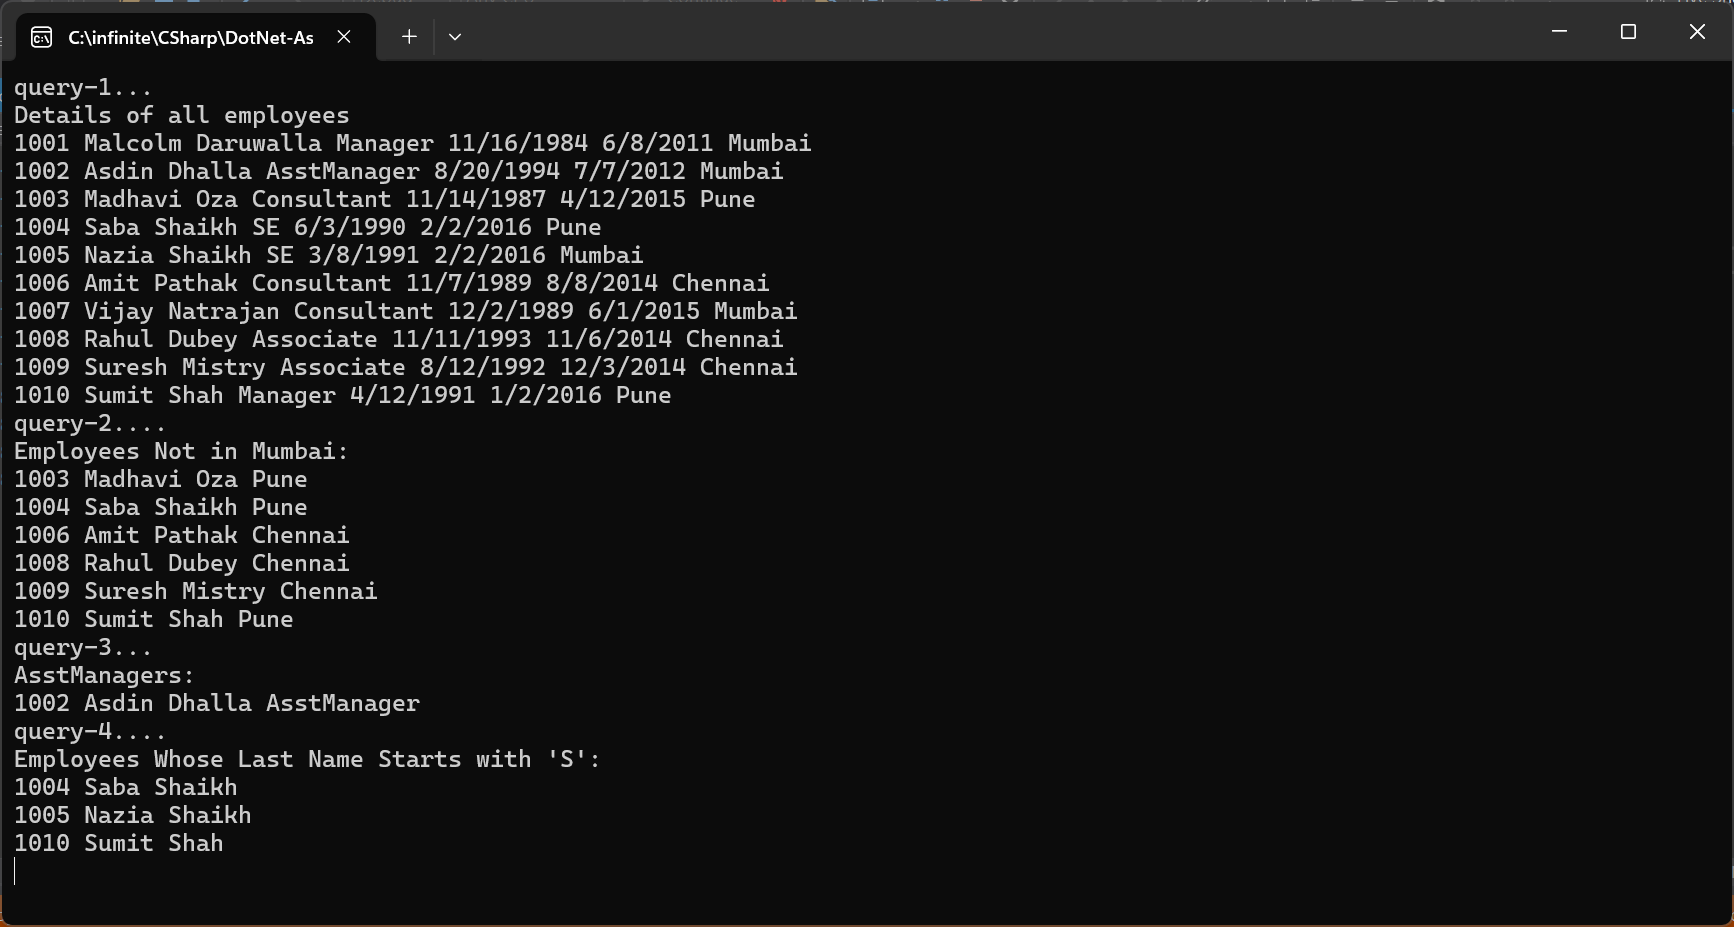 C:\infinite\CSharp\DotNet-As
query-1...
Details of all employees
1001 Malcolm Daruwalla Manager 11/16/1984 6/8/2011 Mumbai
1002 Asdin Dhalla AsstManager 8/20/1994 7/7/2012 Mumbai
1003 Madhavi Oza Consultant 11/14/1987 4/12/2015 Pune
1004 Saba Shaikh SE 6/3/1990 2/2/2016 Pune
1005 Nazia Shaikh SE 3/8/1991 2/2/2016 Mumbai
1006 Amit Pathak Consultant 11/7/1989 8/8/2014 Chennai
1007 Vijay Natrajan Consultant 12/2/1989 6/1/2015 Mumbai
1008 Rahul Dubey Associate 11/11/1993 11/6/2014 Chennai
1009 Suresh Mistry Associate 8/12/1992 12/3/2014 Chennai
1010 Sumit Shah Manager 4/12/1991 1/2/2016 Pune
query-2....
Employees Not in Mumbai:
1003 Madhavi Oza Pune
1004 Saba Shaikh Pune
1006 Amit Pathak Chennai
1008 Rahul Dubey Chennai
1009 Suresh Mistry Chennai
1010 Sumit Shah Pune
query-3...
AsstManagers:
1002 Asdin Dhalla AsstManager
query-4....
Employees Whose Last Name Starts with 'S':
1004 Saba Shaikh
1005 Nazia Shaikh
1010 Sumit Shah